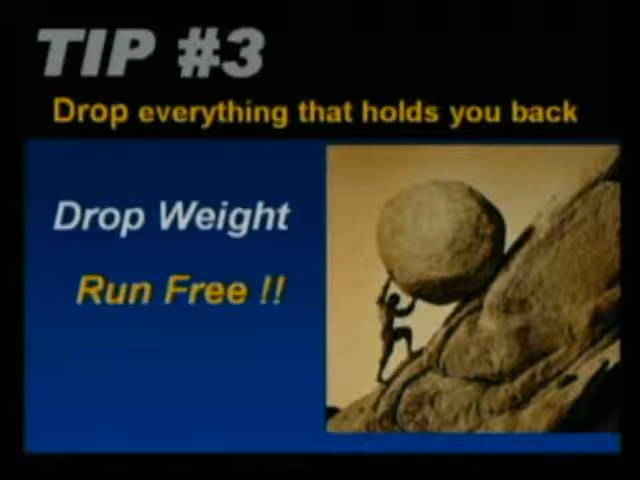 TIP #3
Drop everything that holds you back
Drop Weight
Run Free !!